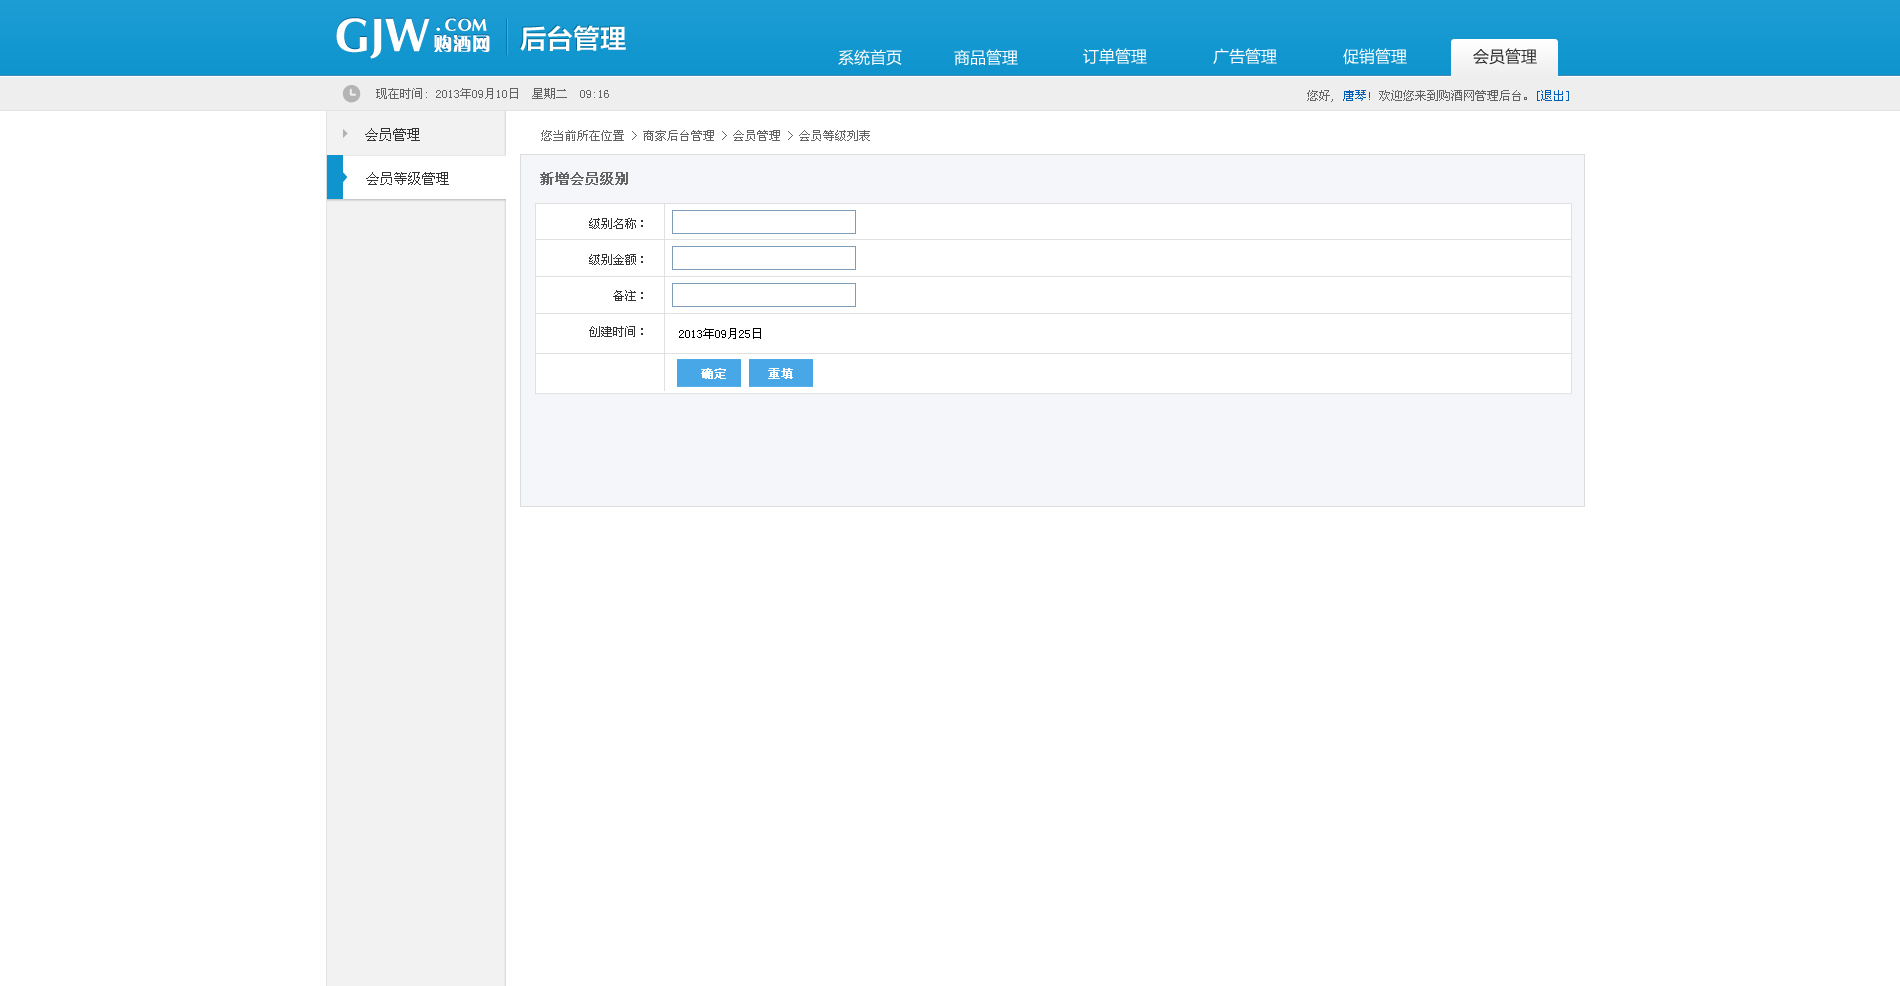 GJW.COM 购酒网 后台管理
系统首页 商品管理 订单管理 广告管理 促销管理 会员管理
现在时间：2013年09月10日 星期二 09:16
您好，唐琴！欢迎您来到购酒网管理后台。[退出]
会员管理
会员等级管理
您当前所在位置 > 商家后台管理 > 会员管理 > 会员等级列表
新增会员级别
级别名称：
级别金额：
备注：
创建时间： 2013年09月25日
确定 重填